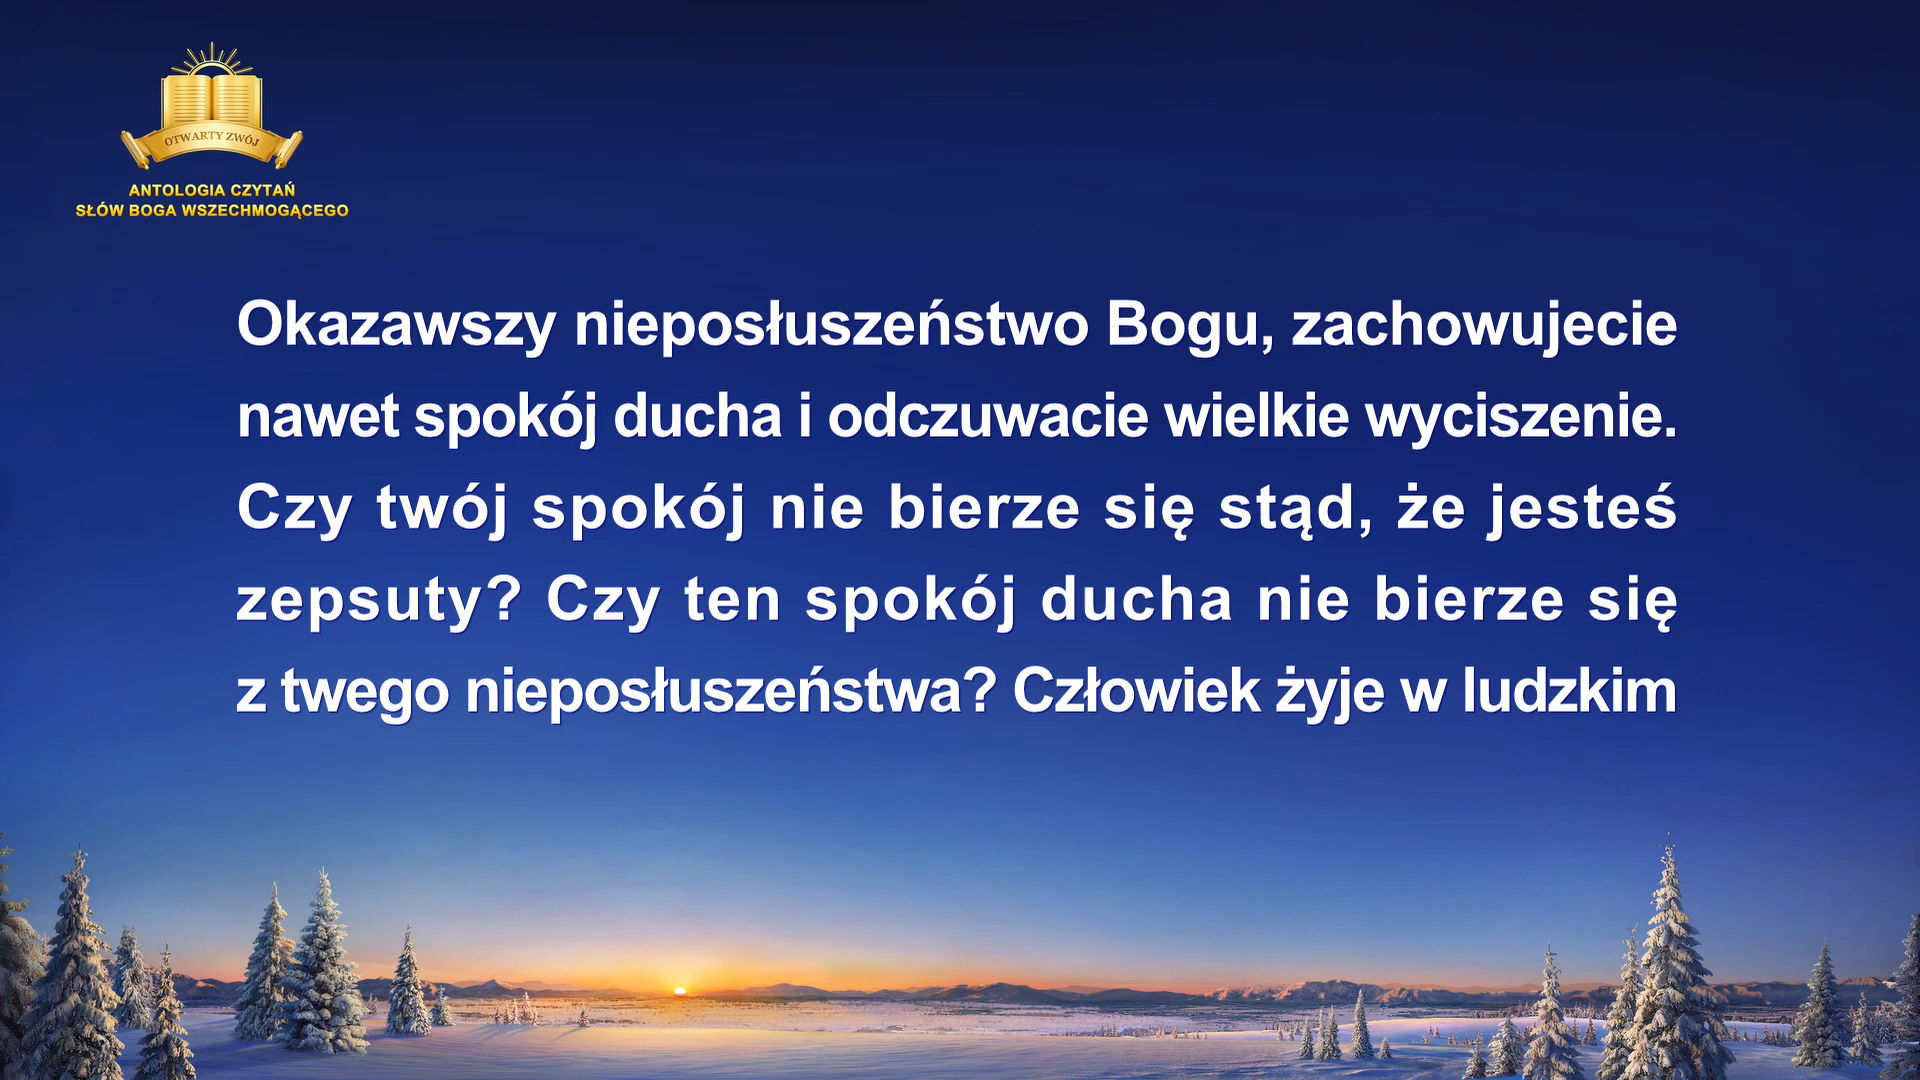 OTWARTY ZWÓJ
ANTOLOGIA CZYTAŃ
SŁÓW BOGA WSZECHMOGĄCEGO
Okazawszy nieposłuszeństwo Bogu, zachowujecie
nawet spokój ducha i odczuwacie wielkie wyciszenie.
Czy twój spokój nie bierze się stąd, że jesteś
zepsuty? Czy ten spokój ducha nie bierze się
z twego nieposłuszeństwa? Człowiek żyje w ludzkim